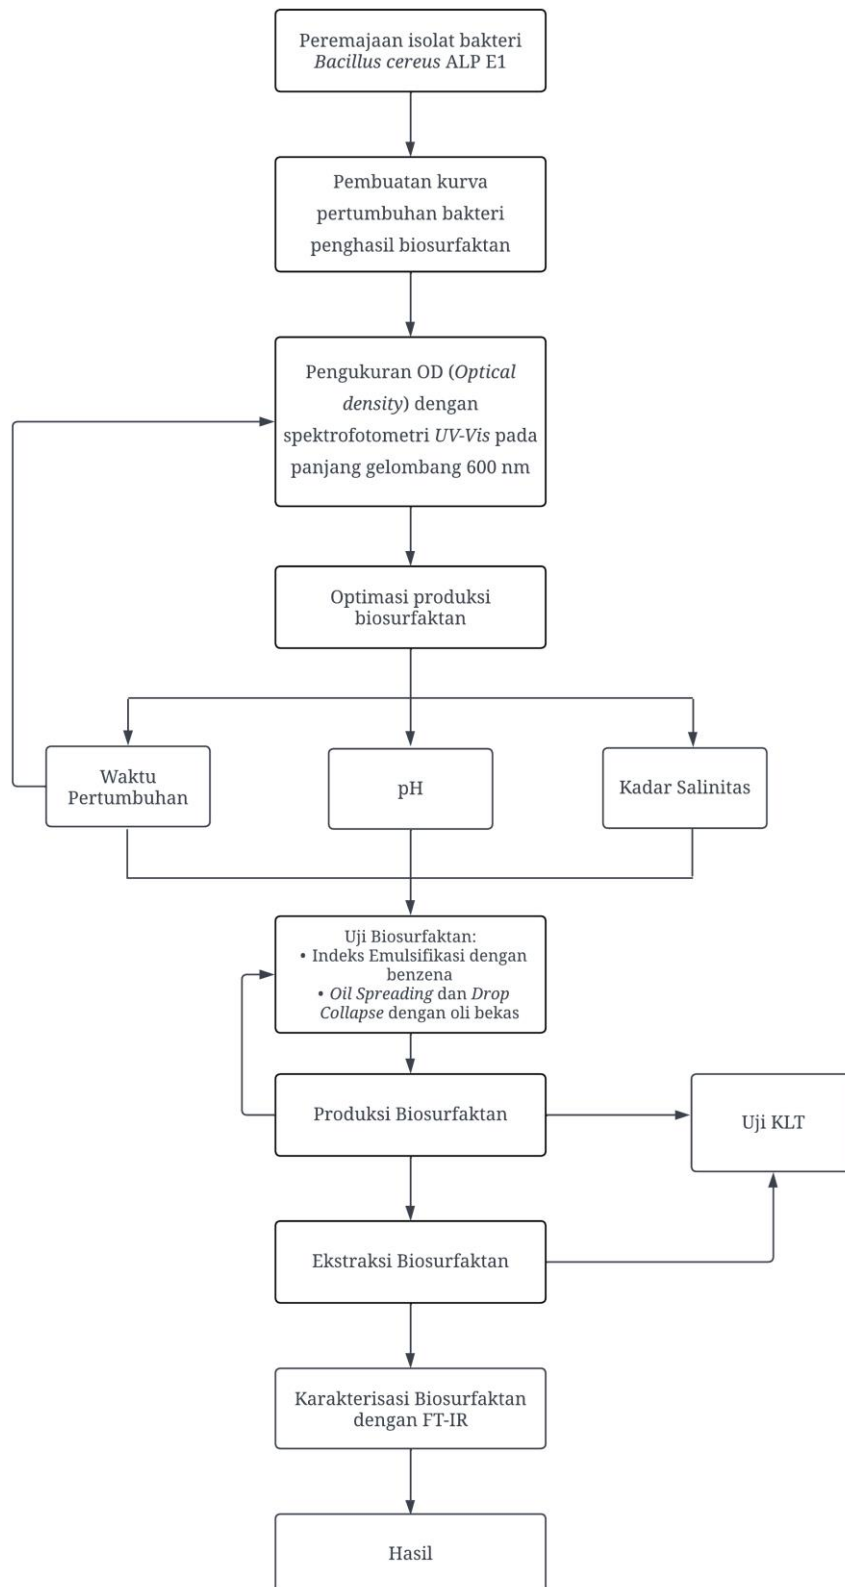 Peremajaan isolat bakteri
Bacillus cereus ALP E1
Pembuatan kurva
pertumbuhan bakteri
penghasil biosurfaktan
Pengukuran OD (Optical
density) dengan
spektrofotometri UV-Vis pada
panjang gelombang 600 nm
Optimasi produksi
biosurfaktan
Waktu
Pertumbuhan
pH
Kadar Salinitas
Uji Biosurfaktan:
• Indeks Emulsifikasi dengan
benzena
• Oil Spreading dan Drop
Collapse dengan oli bekas
Produksi Biosurfaktan
Uji KLT
Ekstraksi Biosurfaktan
Karakterisasi Biosurfaktan
dengan FT-IR
Hasil